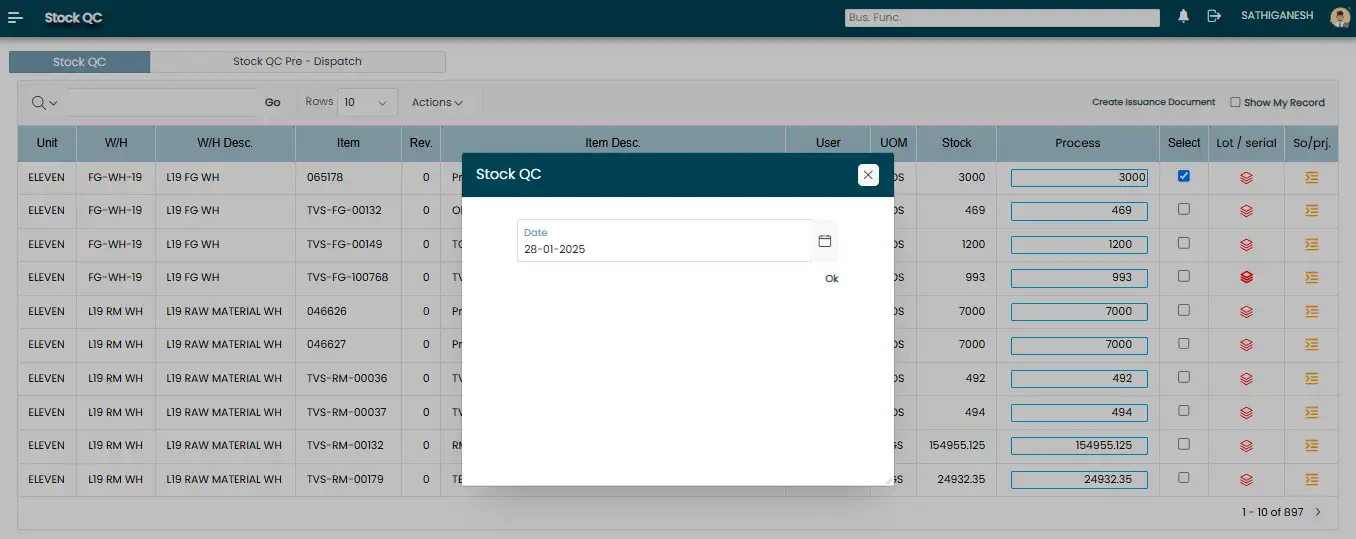 Stock QC Bus. Func. SATHIGANESH
Stock QC Stock QC Pre - Dispatch
Go Rows 10 Actions Create Issuance Document Show My Record
Unit W/H W/H Desc. Item Rev. Item Desc. User UOM Stock Process Select Lot / serial So/prj.
ELEVEN FG-WH-19 L19 FG WH 065178 0 3000 3000
ELEVEN FG-WH-19 L19 FG WH TVS-FG-00132 0 469 469
ELEVEN FG-WH-19 L19 FG WH TVS-FG-00149 0 1200 1200
ELEVEN FG-WH-19 L19 FG WH TVS-FG-100768 0 993 993
ELEVEN L19 RM WH L19 RAW MATERIAL WH 046626 0 7000 7000
ELEVEN L19 RM WH L19 RAW MATERIAL WH 046627 0 7000 7000
ELEVEN L19 RM WH L19 RAW MATERIAL WH TVS-RM-00036 0 492 492
ELEVEN L19 RM WH L19 RAW MATERIAL WH TVS-RM-00037 0 494 494
ELEVEN L19 RM WH L19 RAW MATERIAL WH TVS-RM-00132 0 154955.125 154955.125
ELEVEN L19 RM WH L19 RAW MATERIAL WH TVS-RM-00179 0 24932.35 24932.35
1 - 10 of 897
Stock QC
Date
28-01-2025
Ok